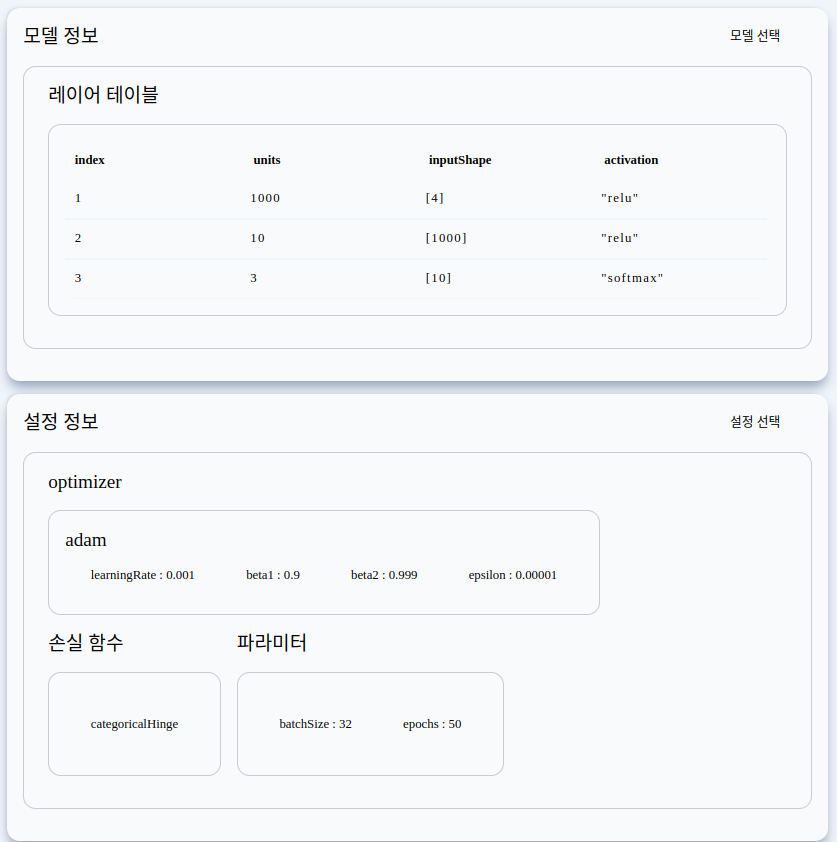 모델 정보
모델 선택
레이어 테이블
index units inputShape activation
1 1000 [4] "relu"
2 10 [1000] "relu"
3 3 [10] "softmax"
설정 정보
설정 선택
optimizer
adam
learningRate : 0.001 beta1 : 0.9 beta2 : 0.999 epsilon : 0.00001
손실 함수
파라미터
categoricalHinge
batchSize : 32 epochs : 50